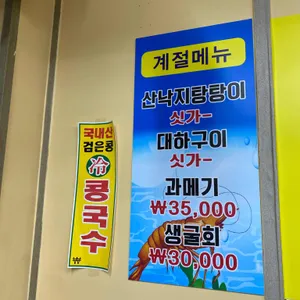 국내산
검은콩
冷
콩국수
₩
계절메뉴
산낙지탕탕이
싯가-
대하구이
싯가-
과메기
₩35,000
생굴회
₩30,000